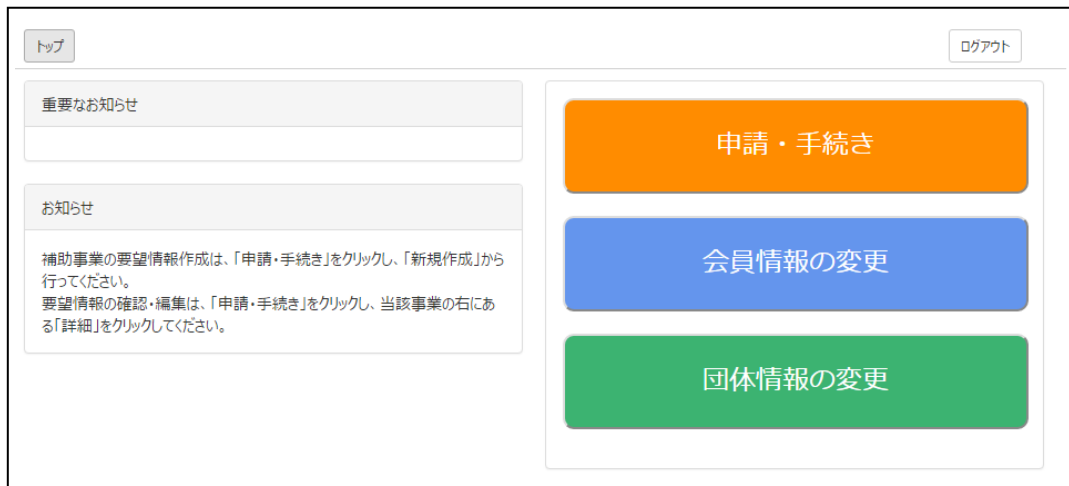 トップ
ログアウト
重要なお知らせ
お知らせ
補助事業の要望情報作成は、「申請・手続き」をクリックし、「新規作成」から
行ってください。
要望情報の確認・編集は、「申請・手続き」をクリックし、当該事業の右にあ
る「詳細」をクリックしてください。
申請・手続き
会員情報の変更
団体情報の変更